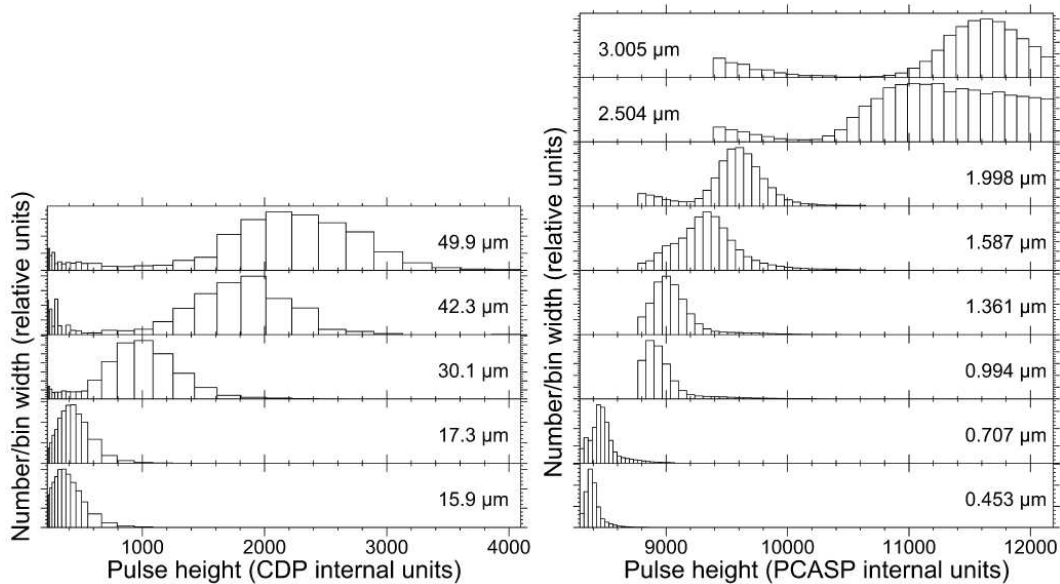 Number/bin width (relative units)
49.9 µm
42.3 µm
30.1 µm
17.3 µm
15.9 µm
1000 2000 3000 4000
Pulse height (CDP internal units)
Number/bin width (relative units)
3.005 µm
2.504 µm
1.998 µm
1.587 µm
1.361 µm
0.994 µm
0.707 µm
0.453 µm
9000 10000 11000 12000
Pulse height (PCASP internal units)